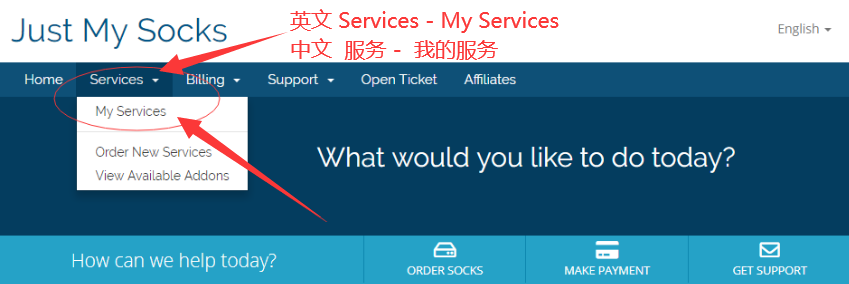 Just My Socks
英文 Services - My Services
中文 服务 - 我的服务
English
Home Services Billing Support Open Ticket Affiliates
My Services
Order New Services
View Available Addons
What would you like to do today?
How can we help today?
ORDER SOCKS
MAKE PAYMENT
GET SUPPORT